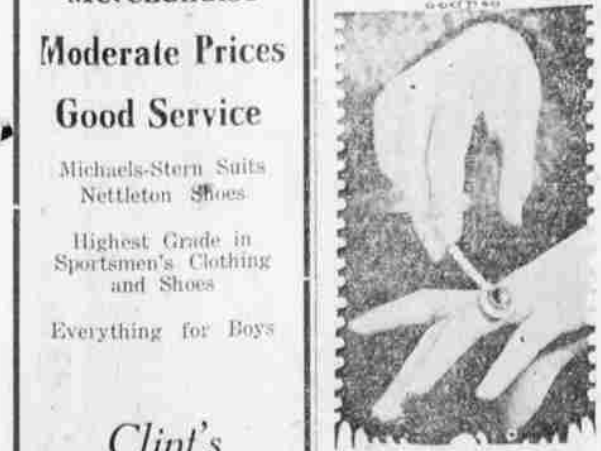 Moderate Prices
Good Service
Michaels-Stern Suits
Nettleton Shoes
Highest Grade in
Sportsmen's Clothing
and Shoes
Everything for Boys
Clint's